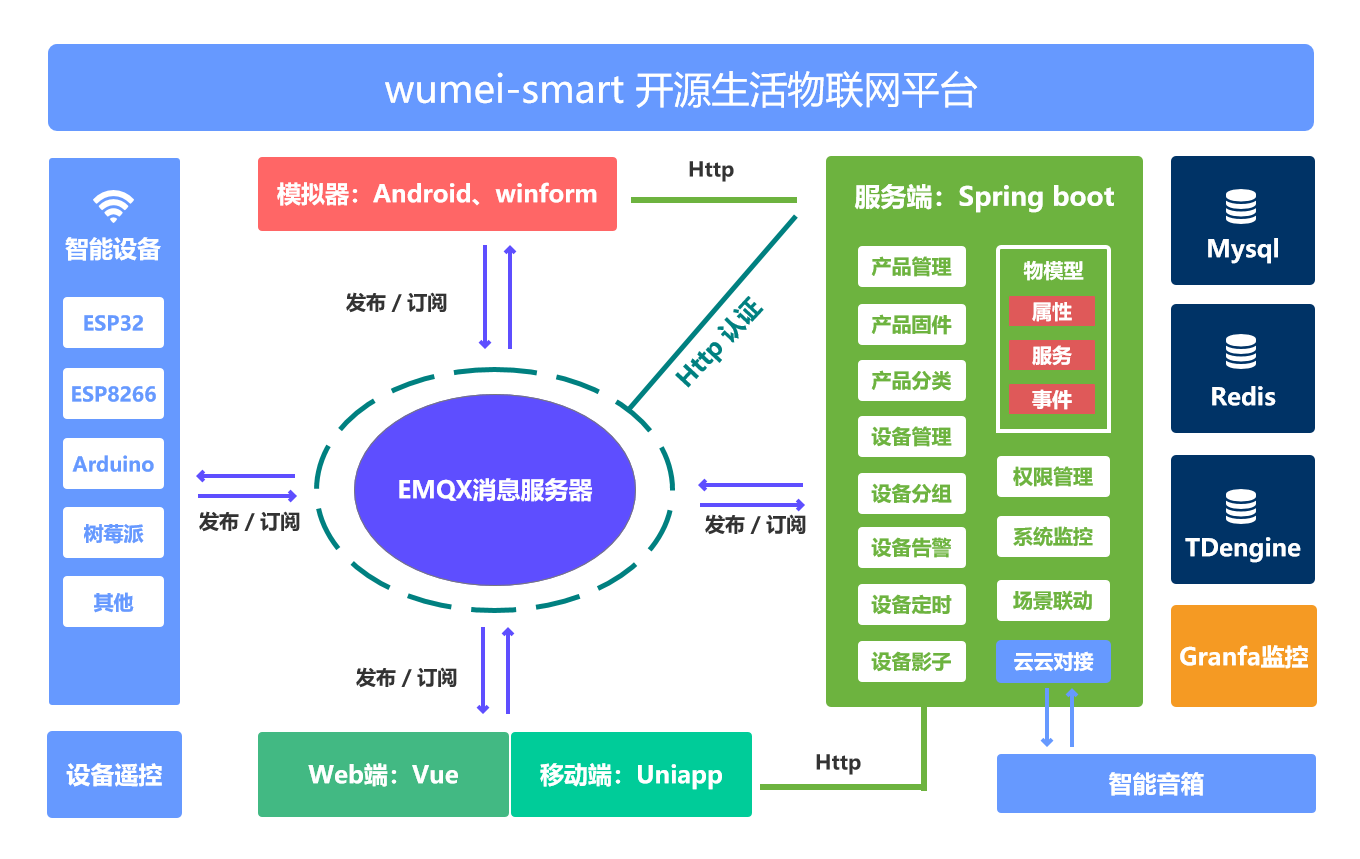 wumei-smart 开源生活物联网平台
智能设备
ESP32
ESP8266
Arduino
树莓派
其他
设备遥控
模拟器：Android、winform
Http
发布 / 订阅
Http 认证
EMQX消息服务器
发布 / 订阅
发布 / 订阅
发布 / 订阅
Web端：Vue
移动端：Uniapp
Http
服务端：Spring boot
产品管理
产品固件
产品分类
设备管理
设备分组
设备告警
设备定时
设备影子
物模型
属性
服务
事件
权限管理
系统监控
场景联动
云云对接
智能音箱
Mysql
Redis
TDengine
Granfa监控